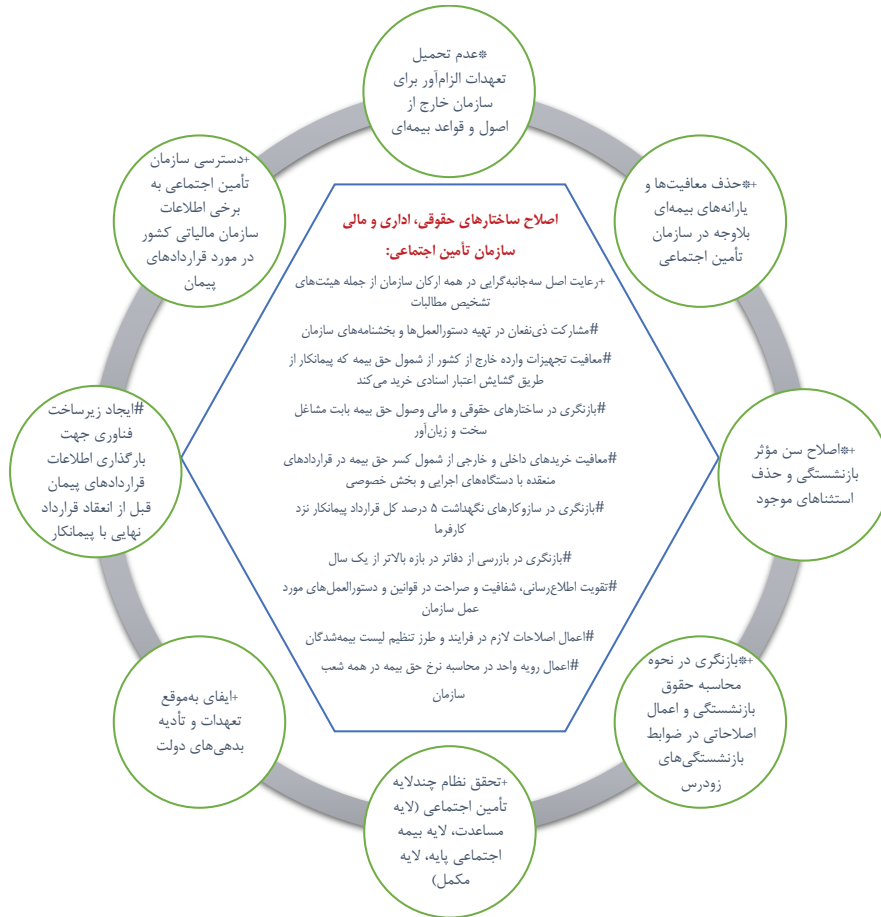 ※عدم تحمیل
تعهدات الزام‌آور برای
سازمان خارج از
اصول و قواعد بیمه‌ای
+※حذف معافیت‌ها و
یارانه‌های بیمه‌ای
بلاوجه در سازمان
تأمین اجتماعی
+※اصلاح سن مؤثر
بازنشستگی و حذف
استثناهای موجود
+※بازنگری در نحوه
محاسبه حقوق
بازنشستگی و اعمال
اصلاحاتی در ضوابط
بازنشستگی‌های
زودرس
+تحقق نظام چندلایه
تأمین اجتماعی (لایه
مساعدت، لایه بیمه
اجتماعی پایه، لایه
مکمل)
+ایفای به‌موقع
تعهدات و تأدیه
بدهی‌های دولت
#ایجاد زیرساخت
فناوری جهت
بارگذاری اطلاعات
قراردادهای پیمان
قبل از انعقاد قرارداد
نهایی با پیمانکار
+دسترسی سازمان
تأمین اجتماعی به
برخی اطلاعات
سازمان مالیاتی کشور
در مورد قراردادهای
پیمان
اصلاح ساختارهای حقوقی، اداری و مالی
سازمان تأمین اجتماعی:
+رعایت اصل سه‌جانبه‌گرایی در همه ارکان سازمان از جمله هیئت‌های
تشخیص مطالبات
#مشارکت ذی‌نفعان در تهیه دستورالعمل‌ها و بخشنامه‌های سازمان
#معافیت تجهیزات وارده خارج از کشور از شمول حق بیمه که پیمانکار از
طریق گشایش اعتبار اسنادی خرید می‌کند
#بازنگری در ساختارهای حقوقی و مالی وصول حق بیمه بابت مشاغل
سخت و زیان‌آور
#معافیت خریدهای داخلی و خارجی از شمول کسر حق بیمه در قراردادهای
منعقده با دستگاه‌های اجرایی و بخش خصوصی
#بازنگری در سازوکارهای نگهداشت ۵ درصد کل قرارداد پیمانکار نزد
کارفرما
#بازنگری در بازرسی از دفاتر در بازه بالاتر از یک سال
#تقویت اطلاع‌رسانی، شفافیت و صراحت در قوانین و دستورالعمل‌های مورد
عمل سازمان
#اعمال اصلاحات لازم در فرایند و طرز تنظیم لیست بیمه‌شدگان
#اعمال رویه واحد در محاسبه نرخ حق بیمه در همه شعب
سازمان